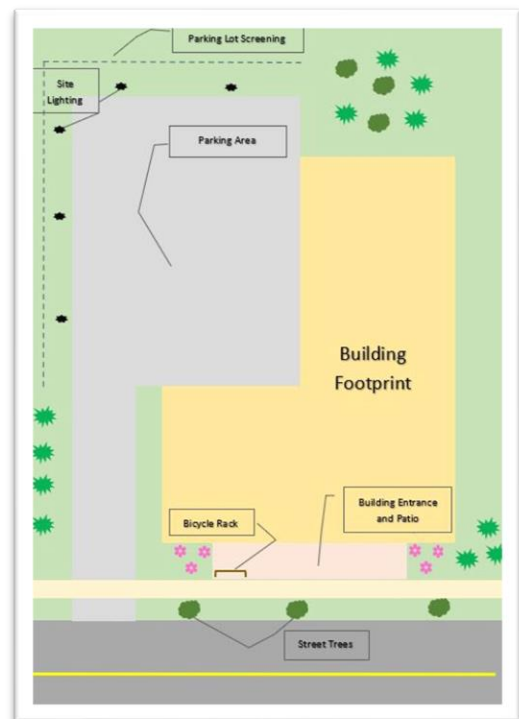 Parking Lot Screening
Site
Lighting
Parking Area
Building
Footprint
Building Entrance
and Patio
Bicycle Rack
Street Trees